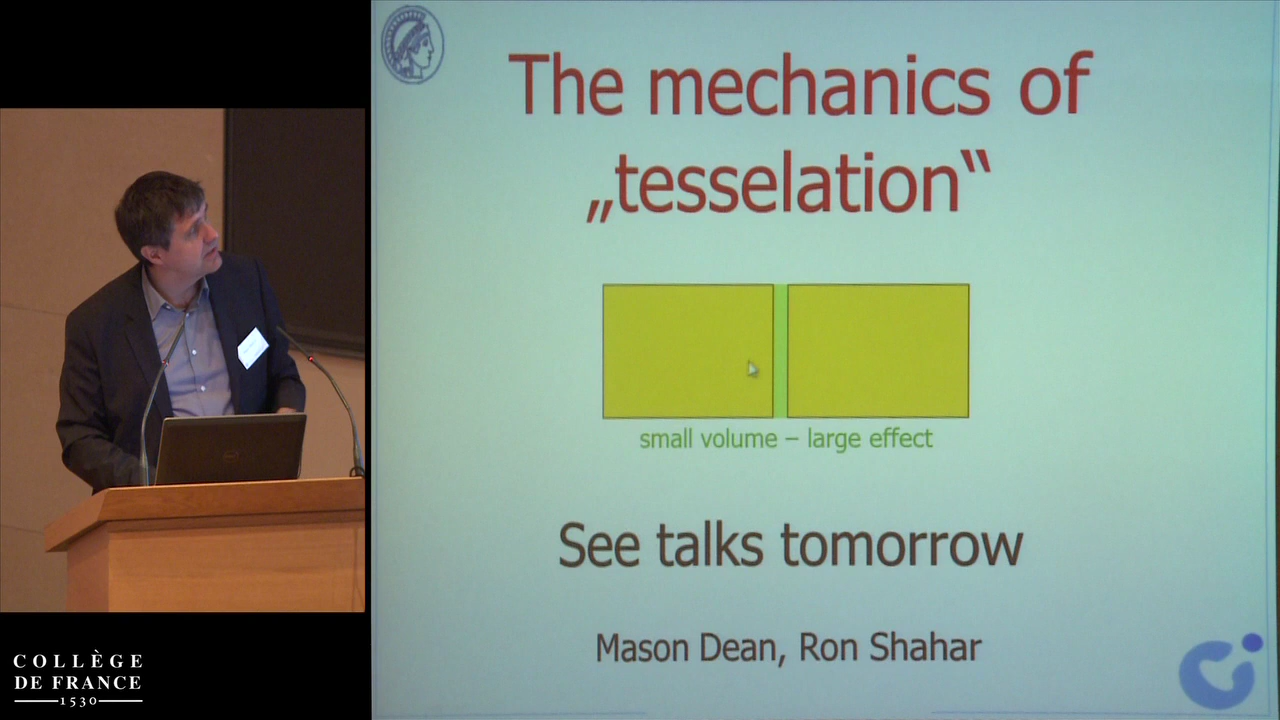 The mechanics of
„tesselation“
small volume – large effect
See talks tomorrow
Mason Dean, Ron Shahar
COLLÈGE
DE FRANCE
1530